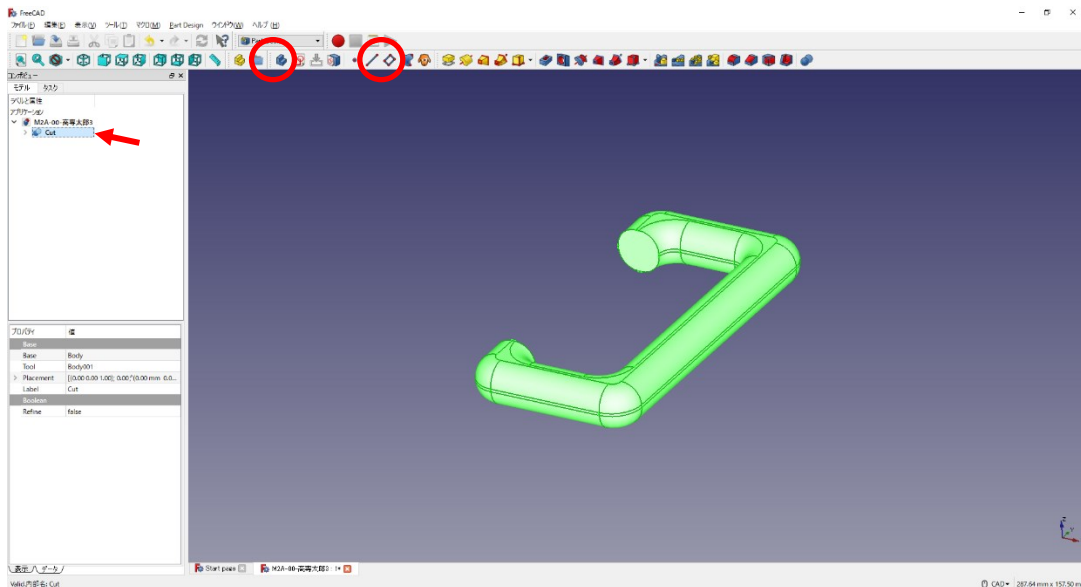 FreeCAD
ファイル(F) 編集(E) 表示(V) ツール(T) マクロ(M) Part Design ウインドウ(W) ヘルプ(H)
コンボビュー
モデル タスク
ラベルと属性
アプリケーション
M2A-00-高専太郎3
Cut
プロパティ 値
Base
Base Body
Tool Body001
Placement [(0.00 0.00 1.00); 0.00 °;(0.00 mm 0.0...
Label Cut
Boolean
Refine false
ビュー データ
Start page M2A-00-高専太郎3 : 1*
Valid, 内部名: Cut
CAD 287.64 mm x 157.50 m
Z